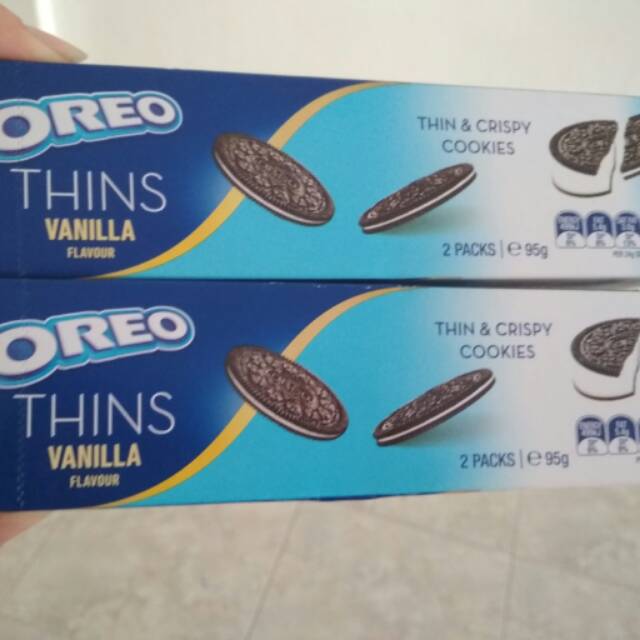 OREO
THINS
VANILLA
FLAVOUR
THIN & CRISPY
COOKIES
2 PACKS | e 95g
OREO
THINS
VANILLA
FLAVOUR
THIN & CRISPY
COOKIES
2 PACKS | e 95g